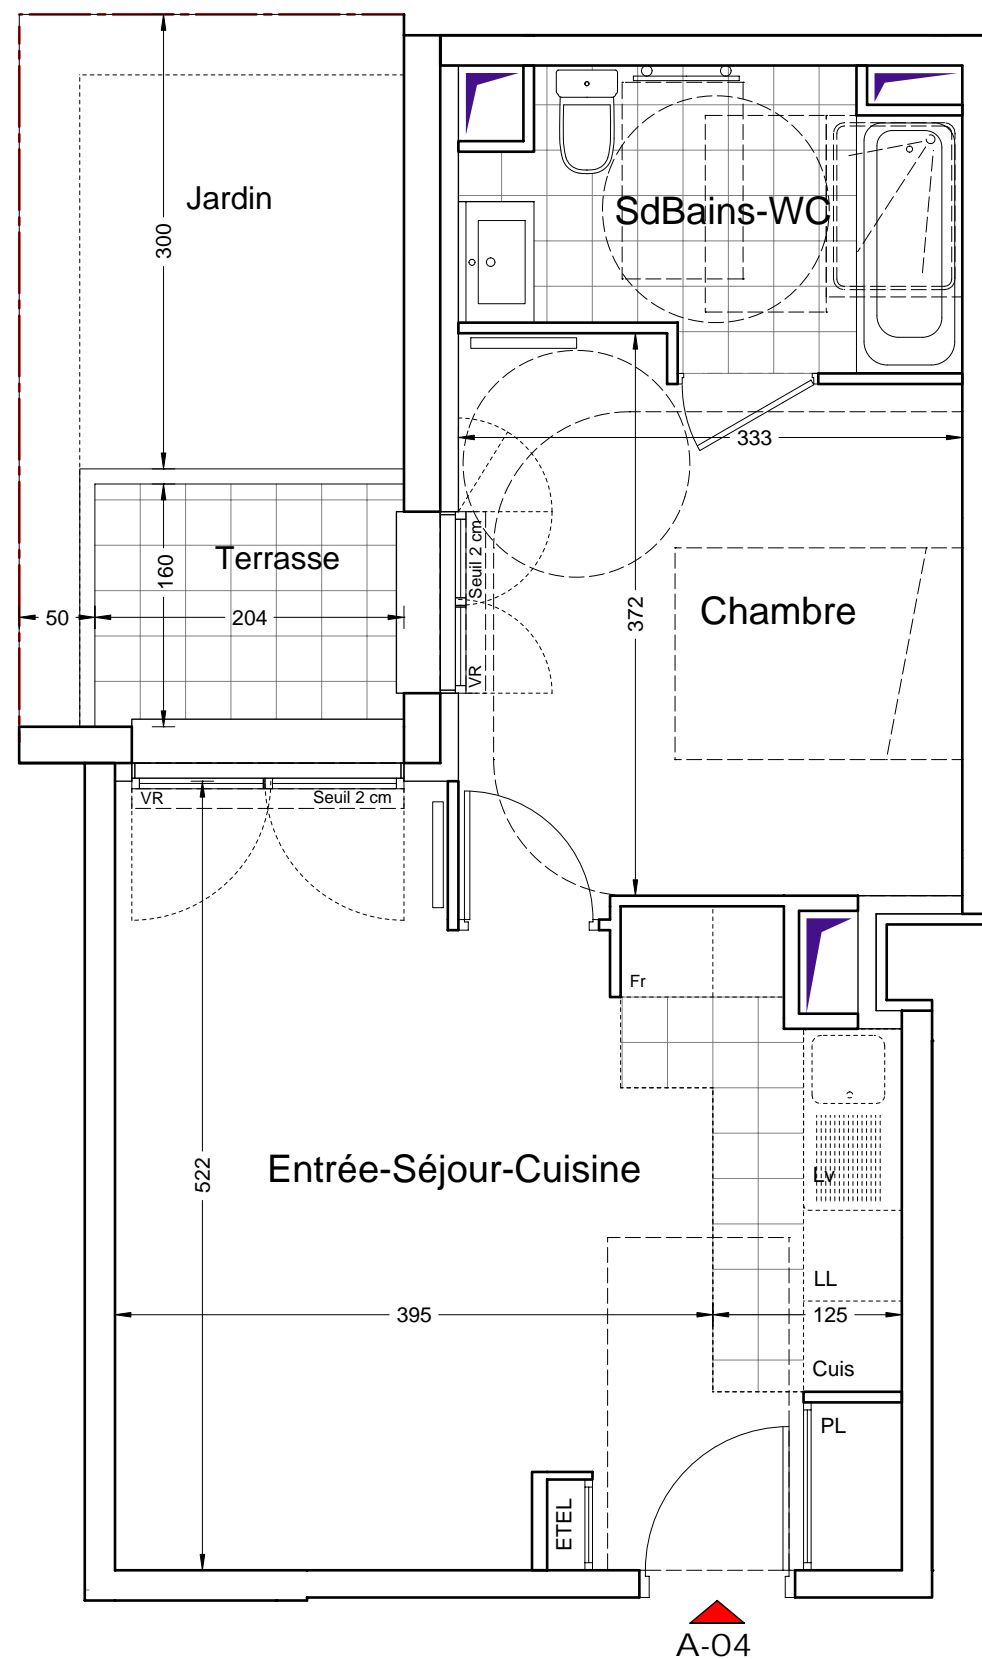 Jardin
300
SdBains-WC
333
Terrasse
160
50
204
Seuil 2 cm
VR
372
Chambre
VR
Seuil 2 cm
Fr
522
Entrée-Séjour-Cuisine
Lv
LL
395
125
Cuis
PL
ETEL
A-04